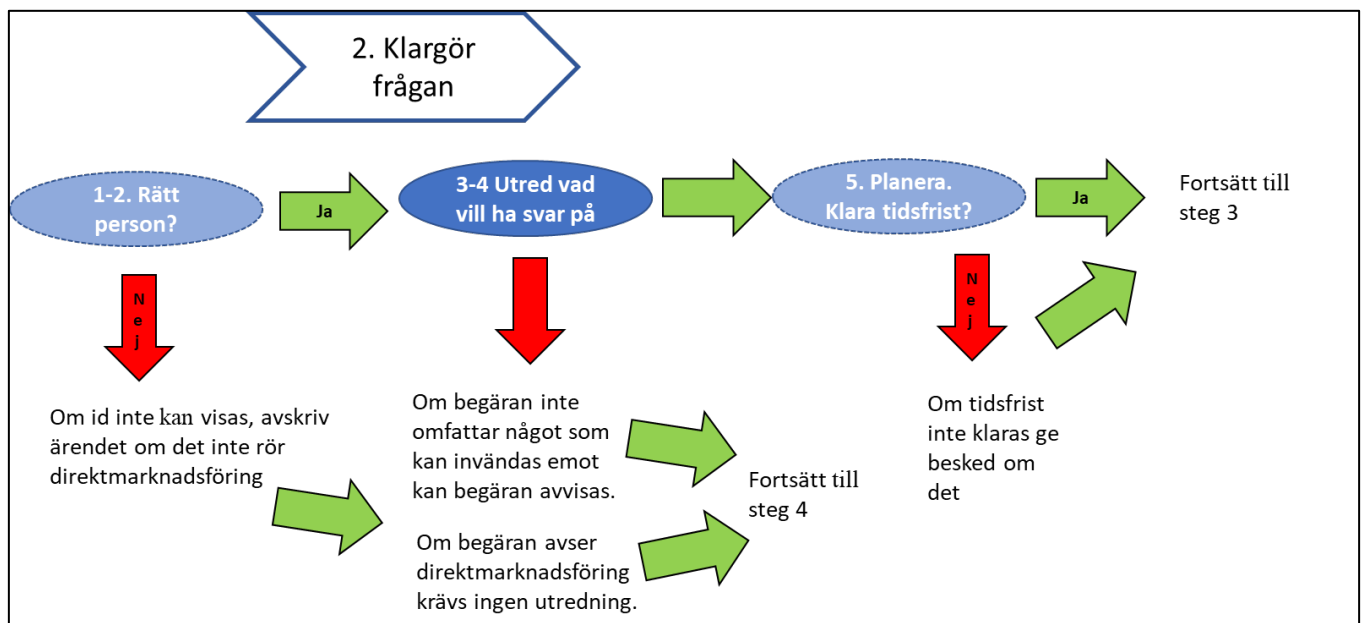 2. Klargör
frågan
1-2. Rätt
person?
Ja
3-4 Utred vad
vill ha svar på
5. Planera.
Klara tidsfrist?
Ja
Fortsätt till
steg 3
Nej
Nej
Om id inte kan visas, avskriv
ärendet om det inte rör
direktmarknadsföring
Om begäran inte
omfattar något som
kan invändas emot
kan begäran avvisas.
Om begäran avser
direktmarknadsföring
krävs ingen utredning.
Fortsätt till
steg 4
Om tidsfrist
inte klaras ge
besked om
det